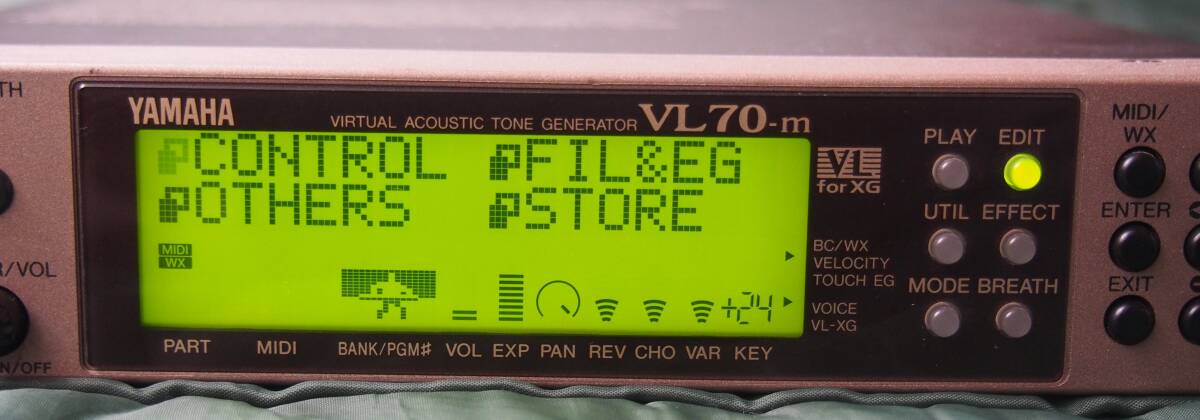 TH
YAMAHA
VIRTUAL ACOUSTIC TONE GENERATOR VL70-m
CONTROL FIL&EG
OTHERS STORE
MIDI
WX
+24
PART MIDI BANK/PGM# VOL EXP PAN REV CHO VAR KEY
VL
for XG
BC/WX
VELOCITY
TOUCH EG
VOICE
VL-XG
PLAY EDIT
UTIL EFFECT
MODE BREATH
MIDI/
WX
ENTER
EXIT
R/VOL
N/OFF